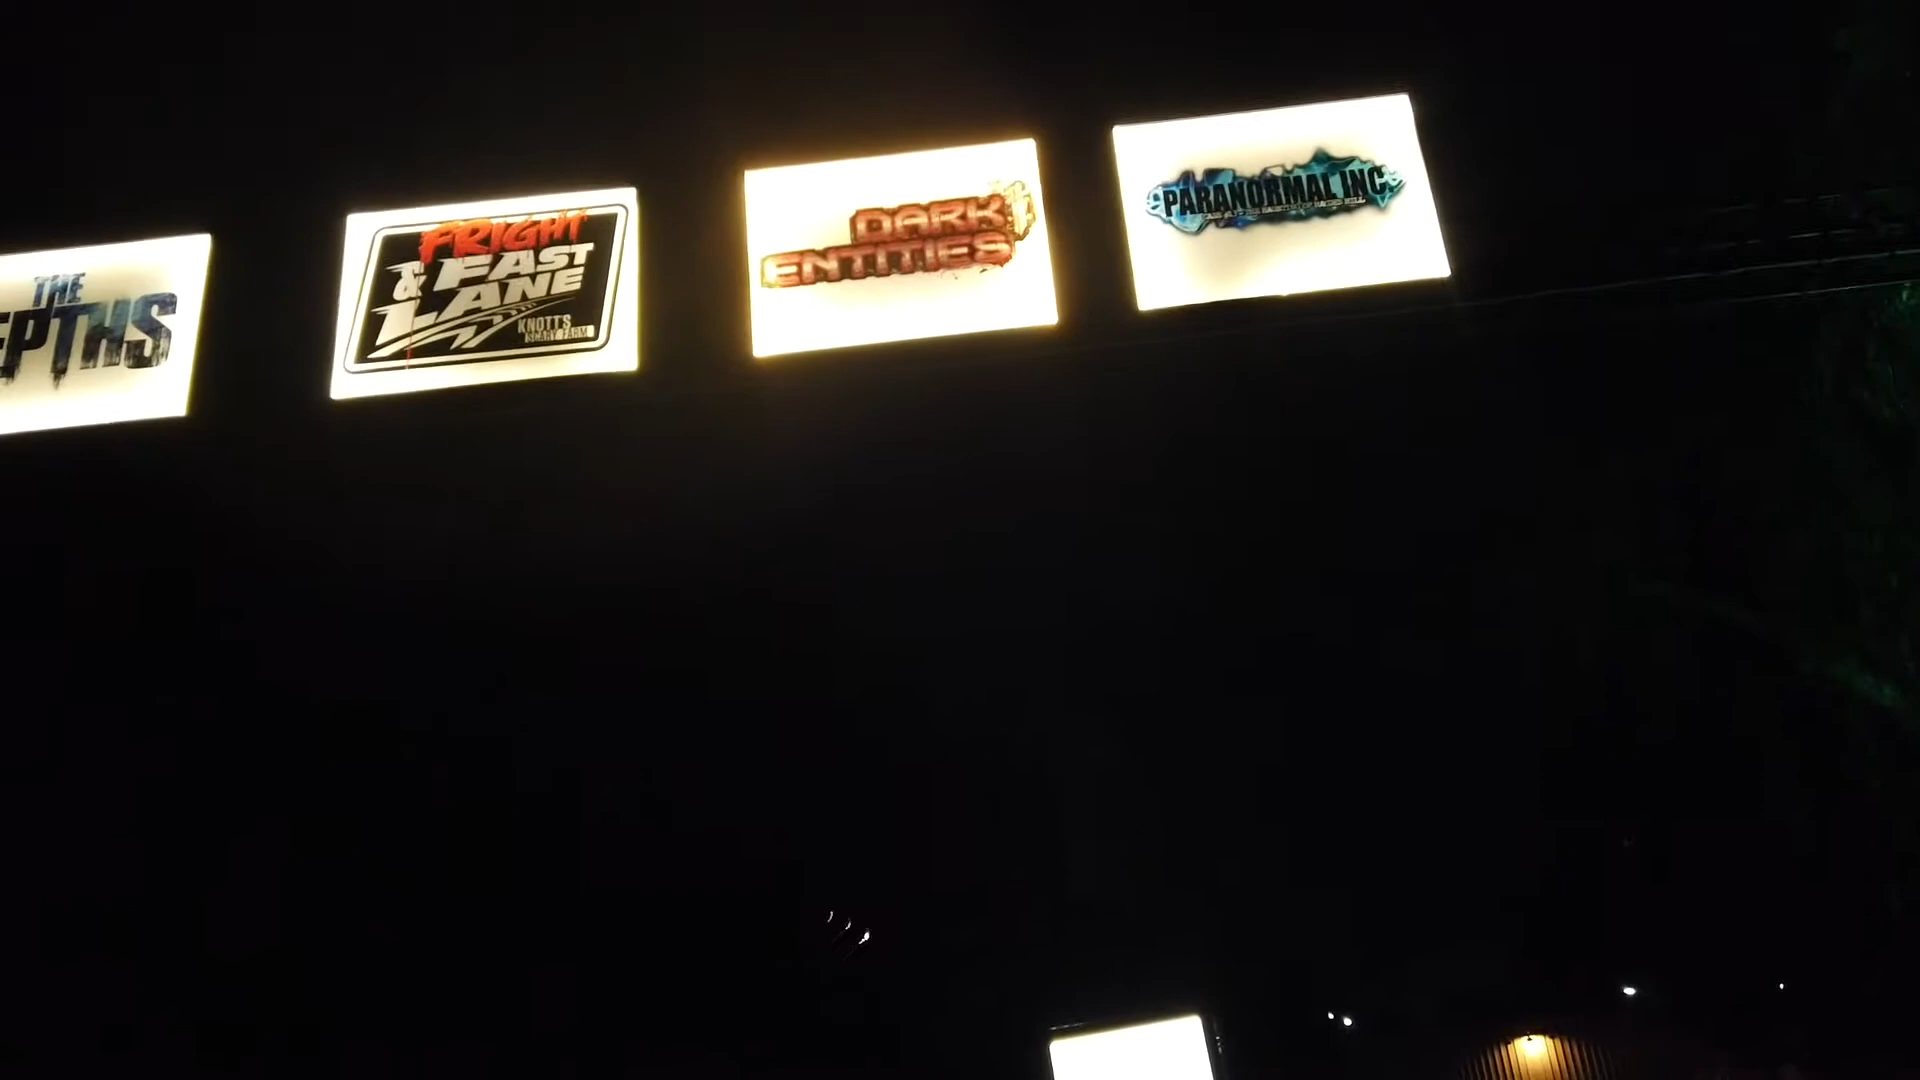 THE
EPTHS
FRIGHT
& FAST
LANE
KNOTT'S
SCARY FARM
DARK
ENTITIES
PARANORMAL INC